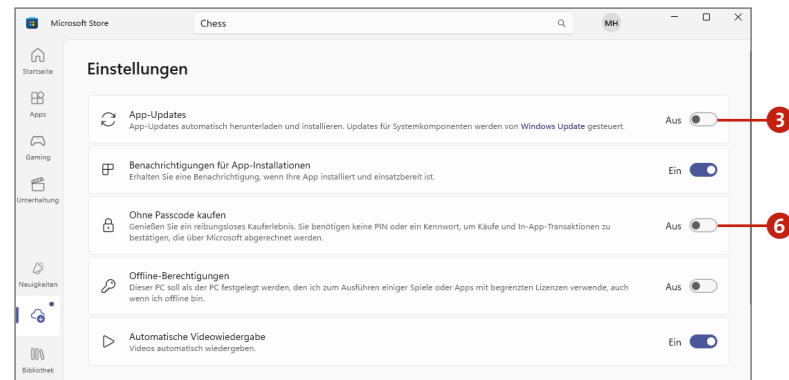 Microsoft Store
Chess
MH
Startseite
Apps
Gaming
Unterhaltung
Neuigkeiten
Bibliothek
Einstellungen
App-Updates
App-Updates automatisch herunterladen und installieren. Updates für Systemkomponenten werden von Windows Update gesteuert.
Aus
3
Benachrichtigungen für App-Installationen
Erhalten Sie eine Benachrichtigung, wenn Ihre App installiert und einsatzbereit ist.
Ein
Ohne Passcode kaufen
Genießen Sie ein reibungsloses Kauferlebnis. Sie benötigen keine PIN oder ein Kennwort, um Käufe und In-App-Transaktionen zu
bestätigen, die über Microsoft abgerechnet werden.
Aus
6
Offline-Berechtigungen
Dieser PC soll als der PC festgelegt werden, den ich zum Ausführen einiger Spiele oder Apps mit begrenzten Lizenzen verwende, auch
wenn ich offline bin.
Aus
Automatische Videowiedergabe
Videos automatisch wiedergeben.
Ein